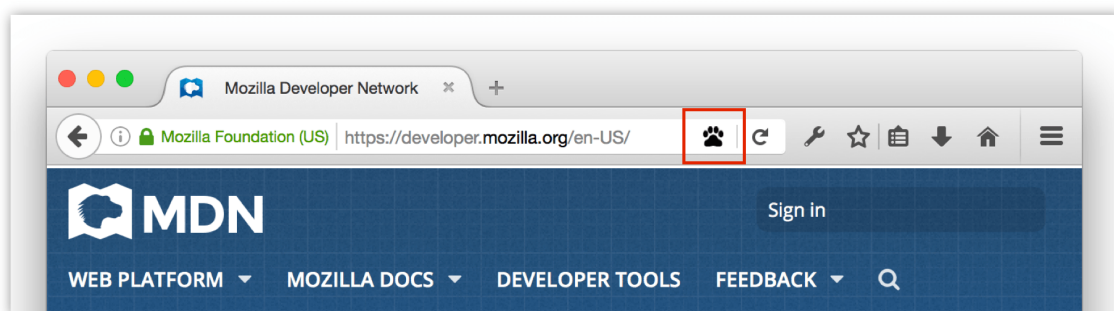 Mozilla Developer Network
Mozilla Foundation (US) https://developer.mozilla.org/en-US/
MDN
Sign in
WEB PLATFORM MOZILLA DOCS DEVELOPER TOOLS FEEDBACK